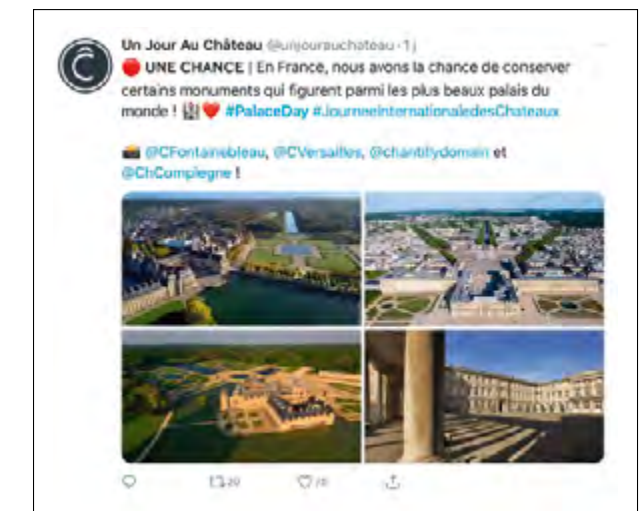 Un Jour Au Château @unjourauchateau · 1 j
🔴 UNE CHANCE | En France, nous avons la chance de conserver
certains monuments qui figurent parmi les plus beaux palais du
monde ! 🏰❤️ #PalaceDay #JourneeInternationaledesChateaux
📸 @CFontainebleau, @CVersailles, @chantillydomain et
@ChCompiegne !
20